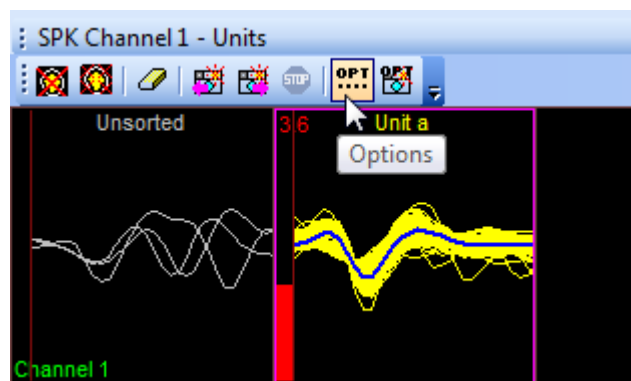 SPK Channel 1 - Units
STOP
OPT
OPT
Unsorted
3 6
Unit a
Options
Channel 1